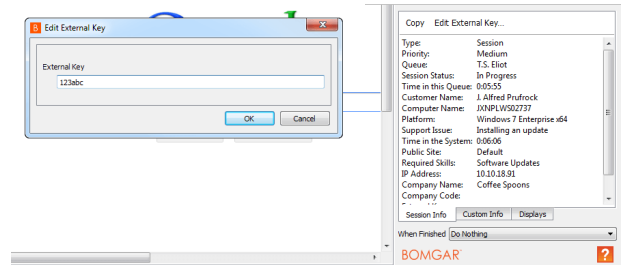 Edit External Key
External Key
123abc
OK Cancel
Copy Edit External Key...
Type: Session
Priority: Medium
Queue: T.S. Eliot
Session Status: In Progress
Time in this Queue: 0:05:55
Customer Name: J. Alfred Prufrock
Computer Name: JXNPLWS02737
Platform: Windows 7 Enterprise x64
Support Issue: Installing an update
Time in the System: 0:06:06
Public Site: Default
Required Skills: Software Updates
IP Address: 10.10.18.91
Company Name: Coffee Spoons
Company Code:
Session Info Custom Info Displays
When Finished Do Nothing
BOMGAR ?